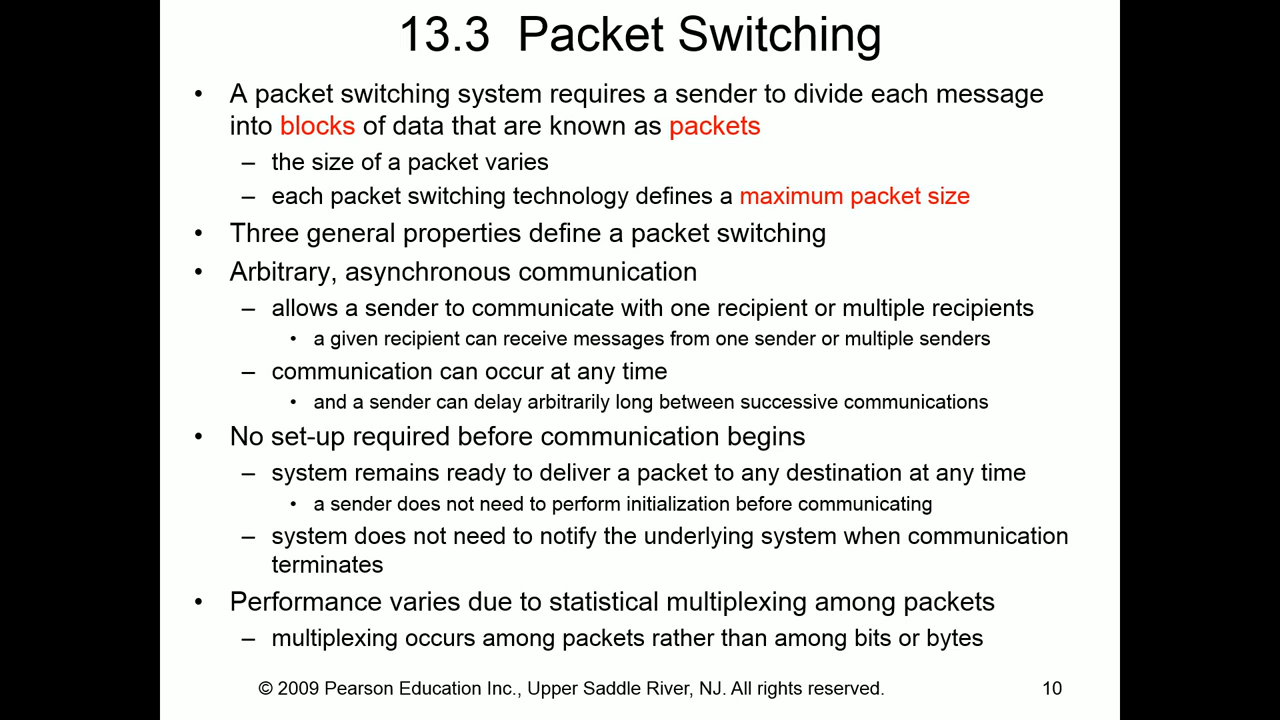 13.3 Packet Switching
• A packet switching system requires a sender to divide each message
into blocks of data that are known as packets
– the size of a packet varies
– each packet switching technology defines a maximum packet size
• Three general properties define a packet switching
• Arbitrary, asynchronous communication
– allows a sender to communicate with one recipient or multiple recipients
• a given recipient can receive messages from one sender or multiple senders
– communication can occur at any time
• and a sender can delay arbitrarily long between successive communications
• No set-up required before communication begins
– system remains ready to deliver a packet to any destination at any time
• a sender does not need to perform initialization before communicating
– system does not need to notify the underlying system when communication
terminates
• Performance varies due to statistical multiplexing among packets
– multiplexing occurs among packets rather than among bits or bytes
© 2009 Pearson Education Inc., Upper Saddle River, NJ. All rights reserved.
10